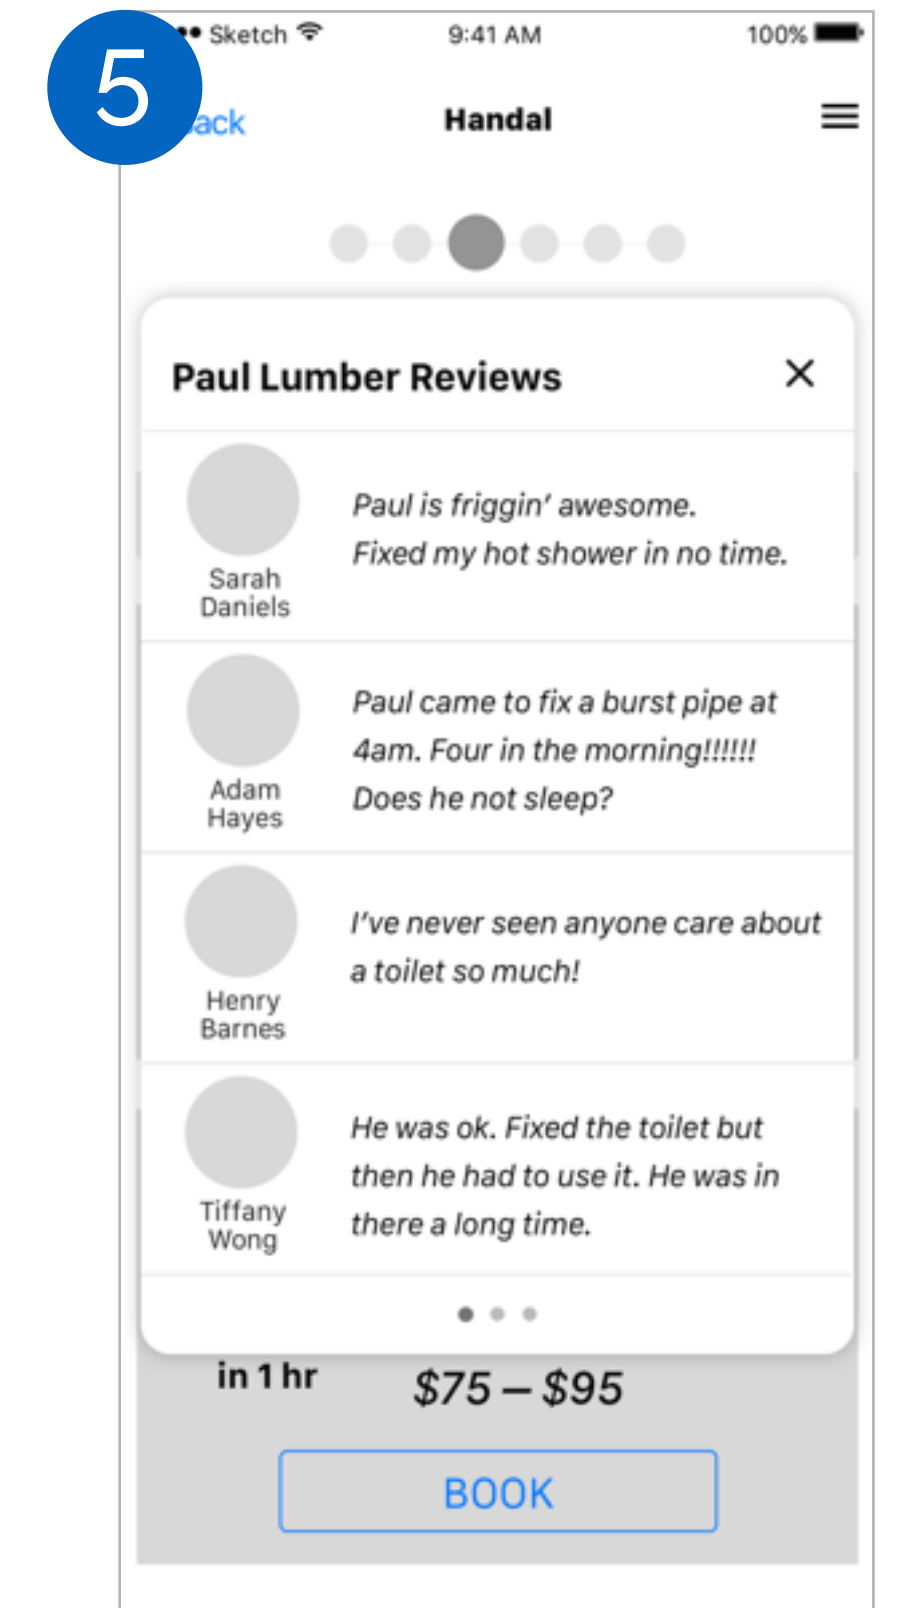 5
Sketch 9:41 AM 100%
ack Handal
Paul Lumber Reviews
Paul is friggin’ awesome.
Fixed my hot shower in no time.
Sarah
Daniels
Paul came to fix a burst pipe at
4am. Four in the morning!!!!!!
Does he not sleep?
Adam
Hayes
I’ve never seen anyone care about
a toilet so much!
Henry
Barnes
He was ok. Fixed the toilet but
then he had to use it. He was in
there a long time.
Tiffany
Wong
in 1 hr $75 – $95
BOOK